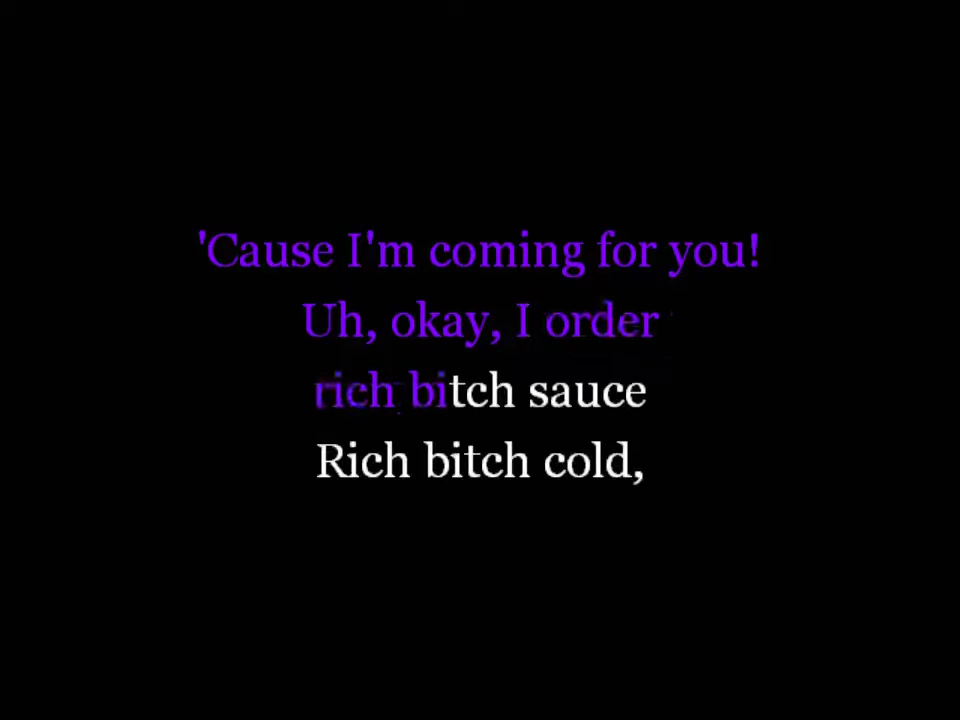 'Cause I'm coming for you!
Uh, okay, I order
rich bitch sauce
Rich bitch cold,